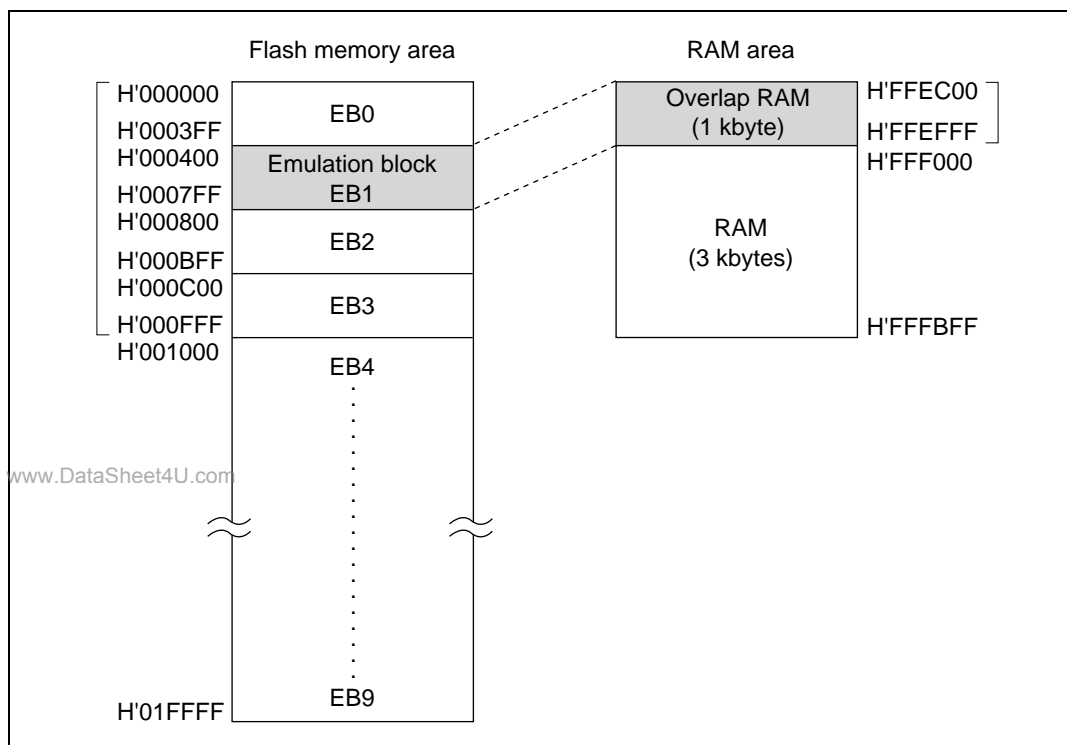 Flash memory area
H'000000
H'0003FF
H'000400
H'0007FF
H'000800
H'000BFF
H'000C00
H'000FFF
H'001000
H'01FFFF
EB0
Emulation block
EB1
EB2
EB3
EB4
EB9
RAM area
Overlap RAM
(1 kbyte)
RAM
(3 kbytes)
H'FFEC00
H'FFEFFF
H'FFF000
H'FFFBFF
www.DataSheet4U.com